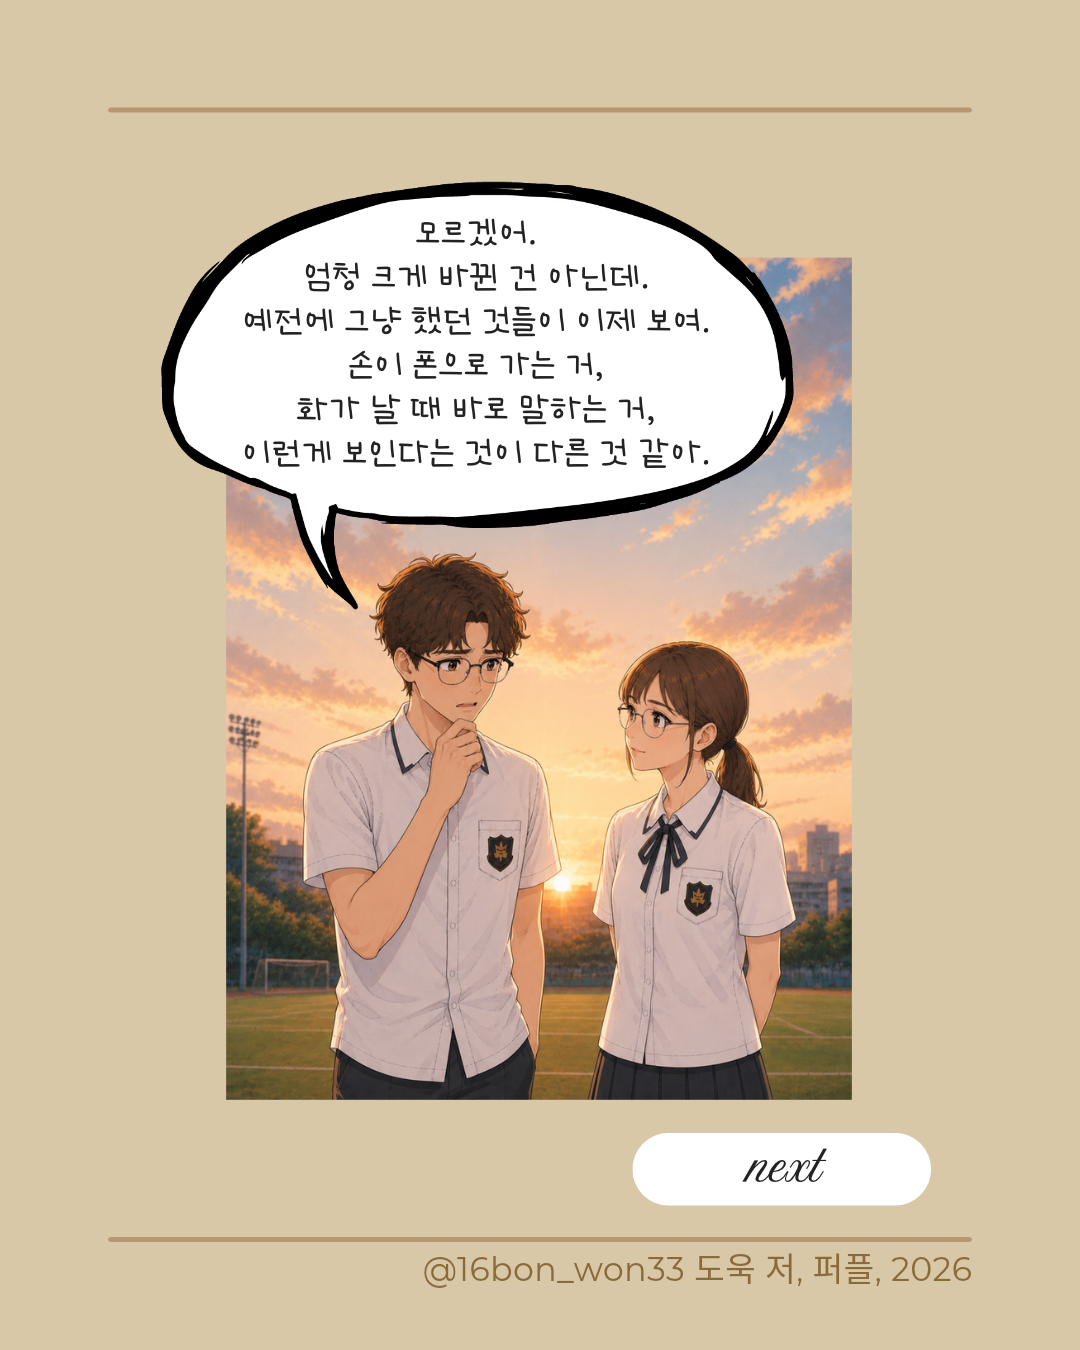 모르겠어.
엄청 크게 바뀐 건 아닌데.
예전에 그냥 했던 것들이 이제 보여.
손이 폰으로 가는 거,
화가 날 때 바로 말하는 거,
이런게 보인다는 것이 다른 것 같아.
next
@16bon_won33 도욱 저, 퍼플, 2026